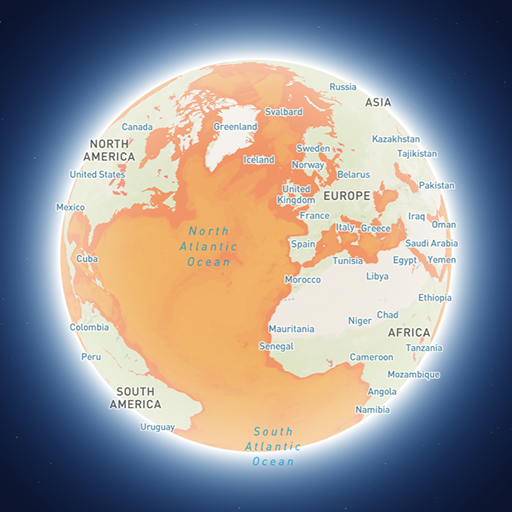 Russia
ASIA
Svalbard
Canada
Greenland
Kazakhstan
NORTH
AMERICA
Sweden
Tajikistan
Iceland
Norway
United States
Belarus
Pakistan
United
Kingdom
EUROPE
Mexico
France
Iraq
Oman
North
Atlantic
Ocean
Italy
Greece
Spain
Saudi Arabia
Cuba
Tunisia
Egypt
Yemen
Morocco
Libya
Ethiopia
Colombia
Mauritania
Niger
Chad
AFRICA
Senegal
Tanzania
Peru
Cameroon
Mozambique
SOUTH
AMERICA
Angola
Namibia
Uruguay
South
Atlantic
Ocean